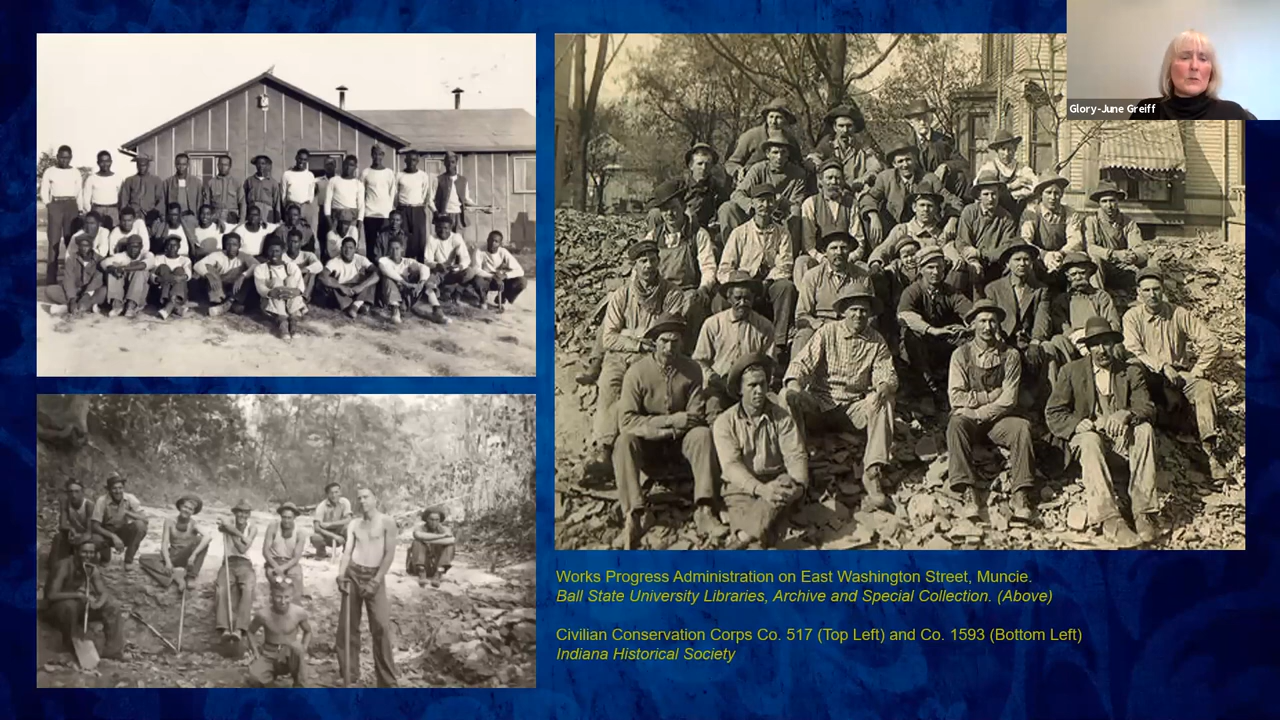 Glory-June Greiff
Works Progress Administration on East Washington Street, Muncie.
Ball State University Libraries, Archive and Special Collection. (Above)
Civilian Conservation Corps Co. 517 (Top Left) and Co. 1593 (Bottom Left)
Indiana Historical Society